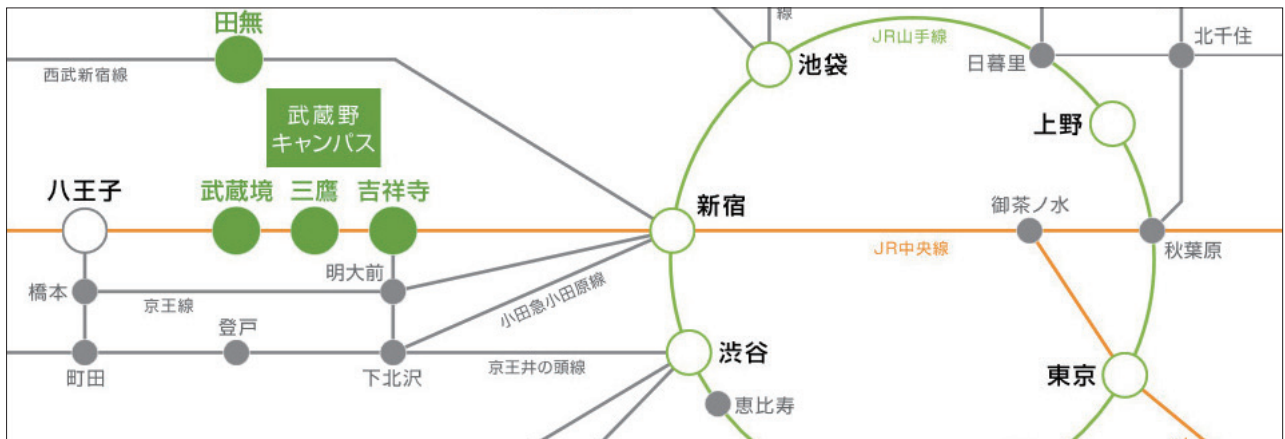 田無
線
JR山手線
北千住
西武新宿線
池袋
日暮里
武蔵野
キャンパス
上野
八王子
武蔵境
三鷹
吉祥寺
新宿
御茶ノ水
JR中央線
秋葉原
明大前
橋本
京王線
小田急小田原線
登戸
渋谷
京王井の頭線
町田
下北沢
東京
恵比寿